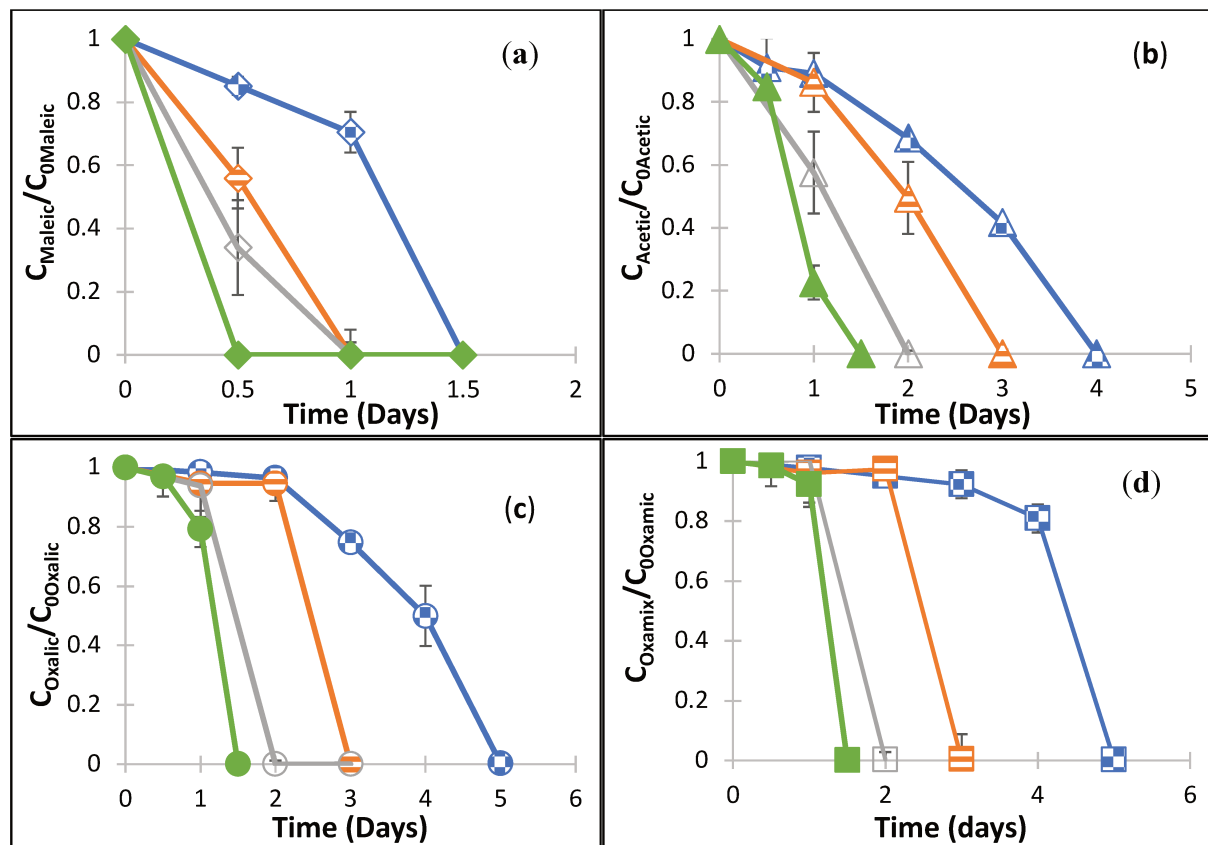 (a)
C_Maleic/C_0Maleic
1
0.8
0.6
0.4
0.2
0
0 0.5 1 1.5 2
Time (Days)
(b)
C_Acetic/C_0Acetic
1
0.8
0.6
0.4
0.2
0
0 1 2 3 4 5
Time (Days)
(c)
C_Oxalic/C_0Oxalic
1
0.8
0.6
0.4
0.2
0
0 1 2 3 4 5 6
Time (Days)
(d)
C_Oxamix/C_0Oxamic
1
0.8
0.6
0.4
0.2
0
0 2 4 6
Time (days)